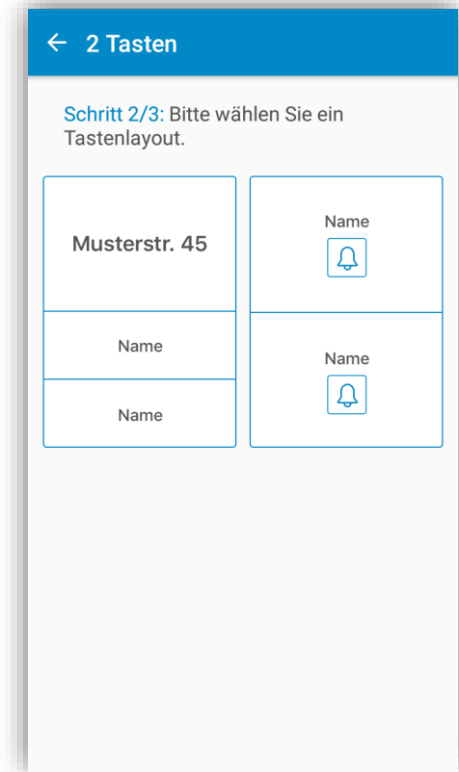 2 Tasten
Schritt 2/3: Bitte wählen Sie ein
Tastenlayout.
Musterstr. 45
Name
Name
Name
Name